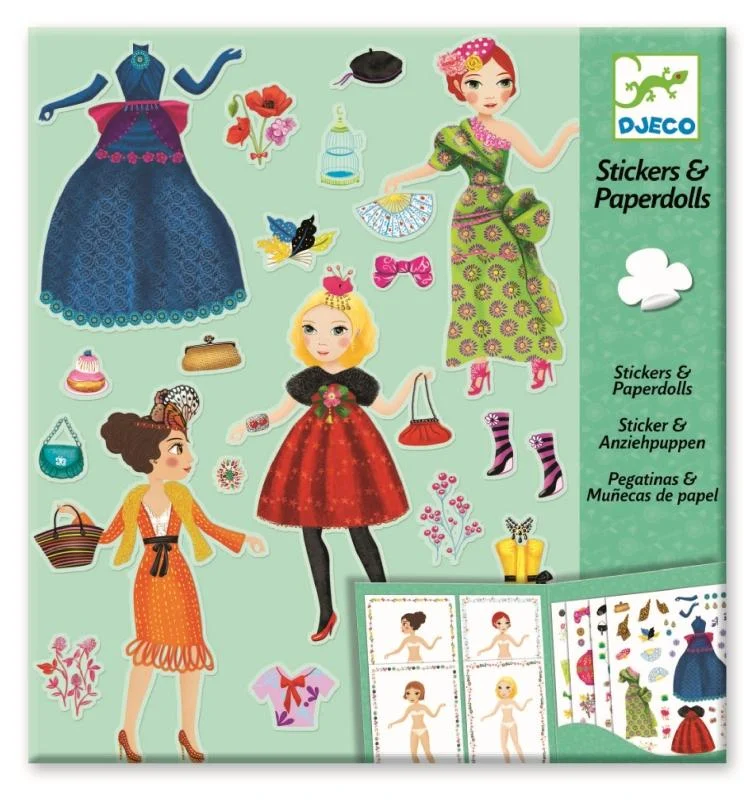 DJECO
Stickers &
Paperdolls
Stickers &
Paperdolls
Sticker &
Anziehpuppen
Pegatinas &
Muñecas de papel